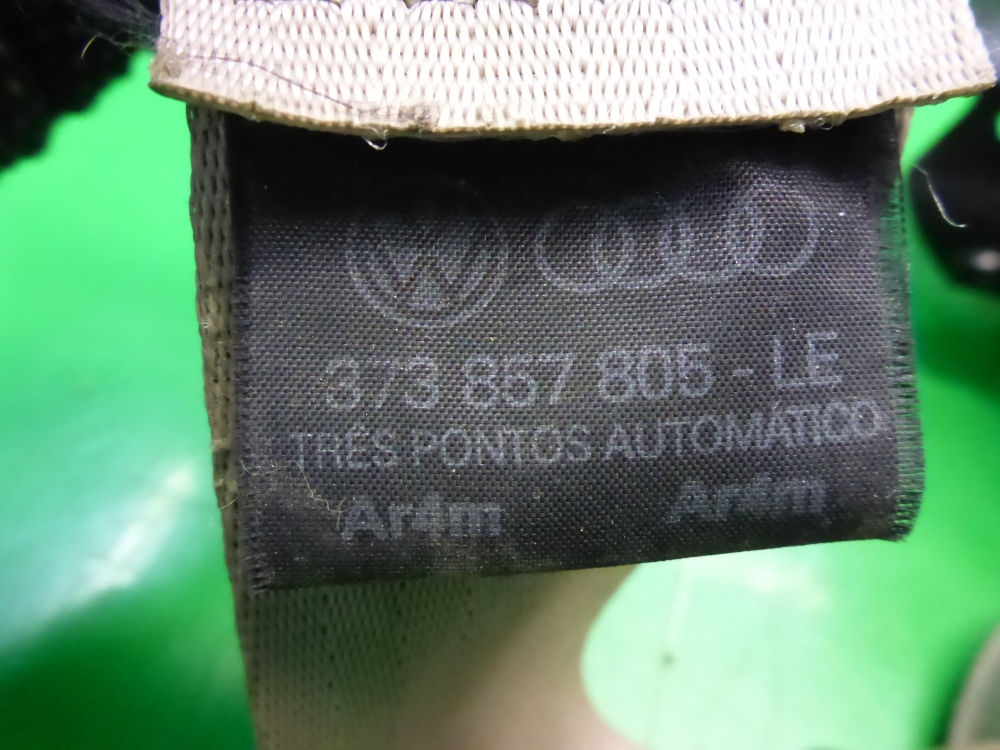 373 857 805 - LE
TRÊS PONTOS AUTOMÁTICO
Ar4m Ar4m